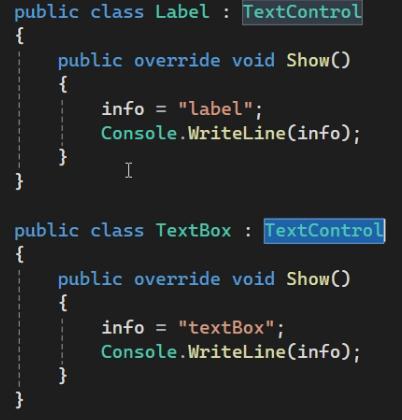 public class Label : TextControl
{
    public override void Show()
    {
        info = "label";
        Console.WriteLine(info);
    }
}

public class TextBox : TextControl
{
    public override void Show()
    {
        info = "textBox";
        Console.WriteLine(info);
    }
}